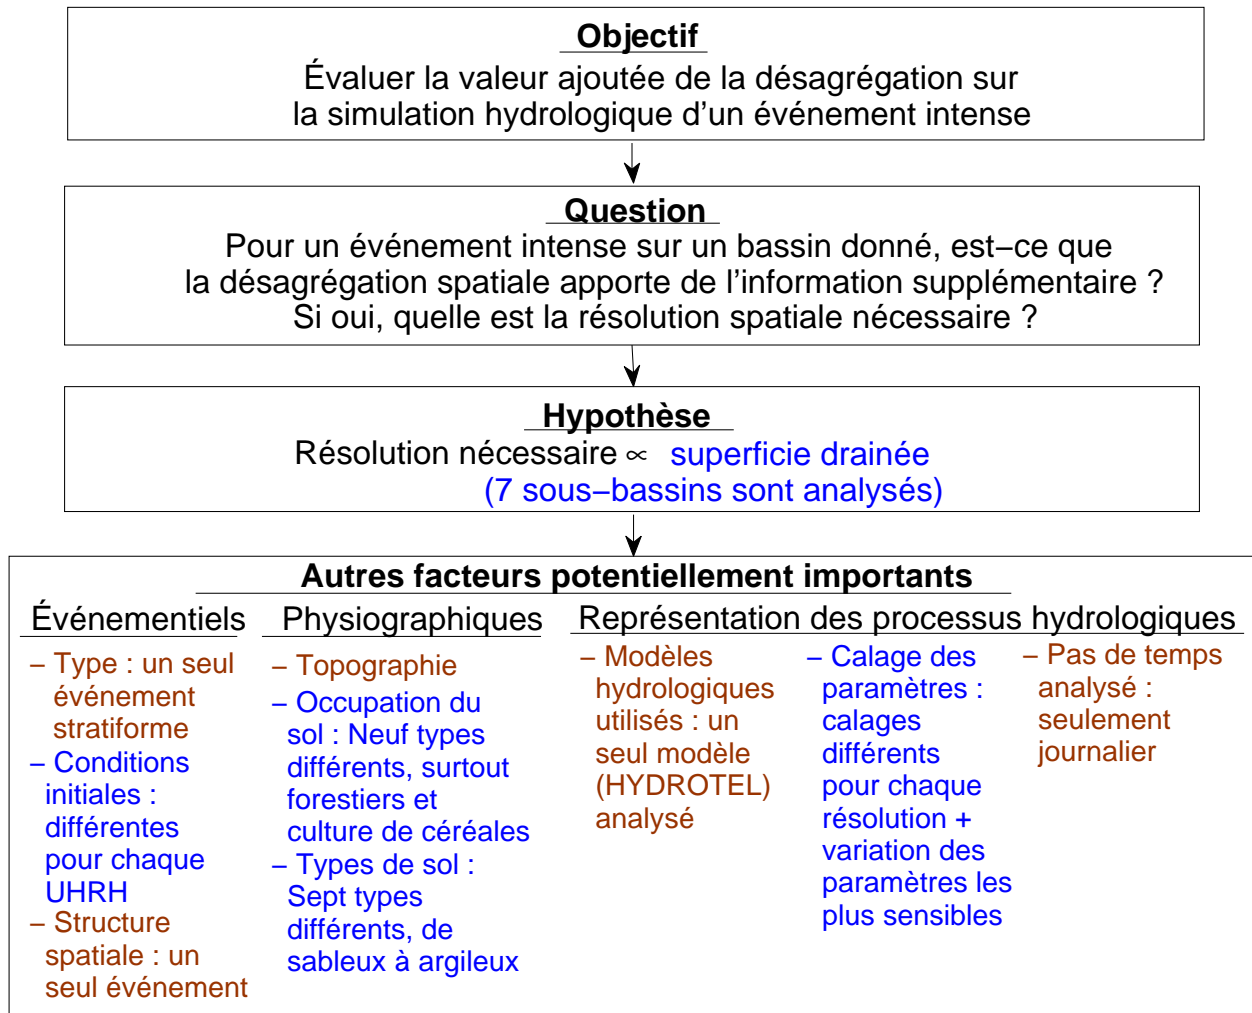 Objectif
Évaluer la valeur ajoutée de la désagrégation sur
la simulation hydrologique d'un événement intense
Question
Pour un événement intense sur un bassin donné, est−ce que
la désagrégation spatiale apporte de l'information supplémentaire ?
Si oui, quelle est la résolution spatiale nécessaire ?
Hypothèse
Résolution nécessaire ∝ superficie drainée
(7 sous−bassins sont analysés)
Autres facteurs potentiellement importants
Événementiels
− Type : un seul
événement
stratiforme
− Conditions
initiales :
différentes
pour chaque
UHRH
− Structure
spatiale : un
seul événement
Physiographiques
− Topographie
− Occupation du
sol : Neuf types
différents, surtout
forestiers et
culture de céréales
− Types de sol :
Sept types
différents, de
sableux à argileux
Représentation des processus hydrologiques
− Modèles
hydrologiques
utilisés : un
seul modèle
(HYDROTEL)
analysé
− Calage des
paramètres :
calages
différents
pour chaque
résolution +
variation des
paramètres les
plus sensibles
− Pas de temps
analysé :
seulement
journalier